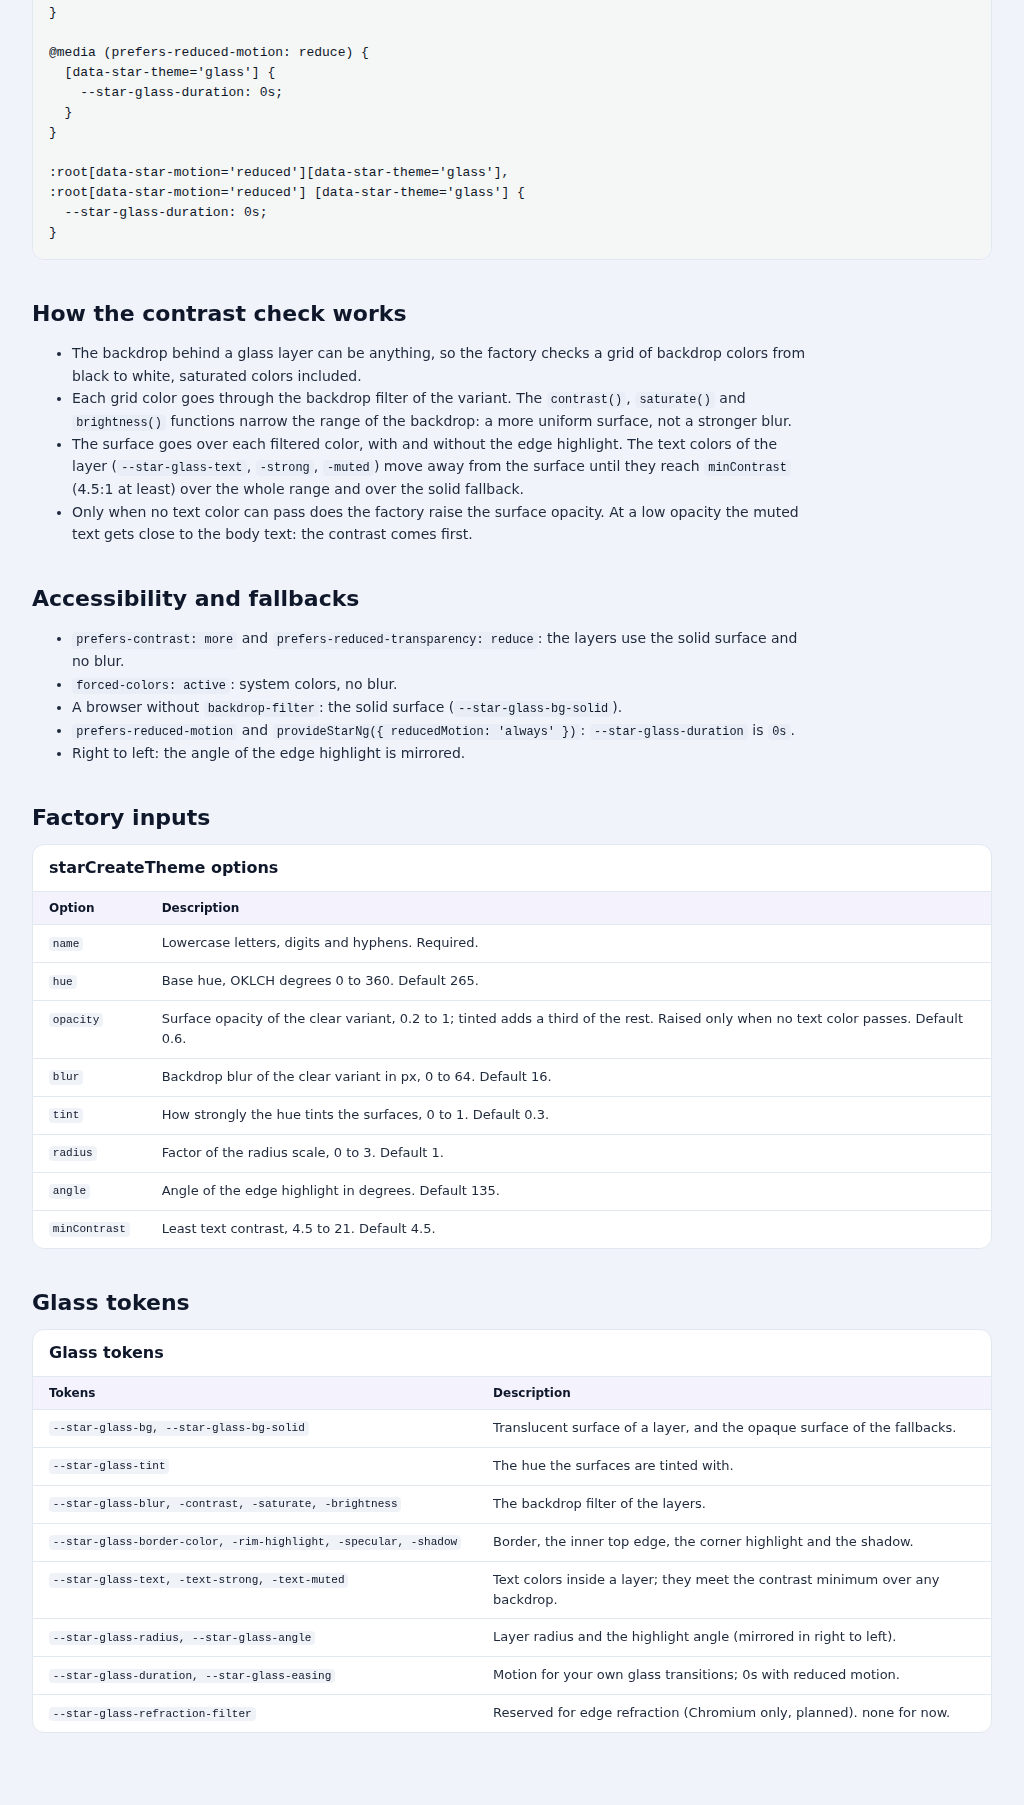 }

@media (prefers-reduced-motion: reduce) {
  [data-star-theme='glass'] {
    --star-glass-duration: 0s;
  }
}

:root[data-star-motion='reduced'][data-star-theme='glass'],
:root[data-star-motion='reduced'] [data-star-theme='glass'] {
  --star-glass-duration: 0s;
}
How the contrast check works
• The backdrop behind a glass layer can be anything, so the factory checks a grid of backdrop colors from
black to white, saturated colors included.
• Each grid color goes through the backdrop filter of the variant. The contrast(), saturate() and
brightness() functions narrow the range of the backdrop: a more uniform surface, not a stronger blur.
• The surface goes over each filtered color, with and without the edge highlight. The text colors of the
layer (--star-glass-text, -strong, -muted) move away from the surface until they reach minContrast
(4.5:1 at least) over the whole range and over the solid fallback.
• Only when no text color can pass does the factory raise the surface opacity. At a low opacity the muted
text gets close to the body text: the contrast comes first.
Accessibility and fallbacks
• prefers-contrast: more and prefers-reduced-transparency: reduce: the layers use the solid surface and
no blur.
• forced-colors: active: system colors, no blur.
• A browser without backdrop-filter: the solid surface (--star-glass-bg-solid).
• prefers-reduced-motion and provideStarNg({ reducedMotion: 'always' }): --star-glass-duration is 0s.
• Right to left: the angle of the edge highlight is mirrored.
Factory inputs
starCreateTheme options
Option Description
name Lowercase letters, digits and hyphens. Required.
hue Base hue, OKLCH degrees 0 to 360. Default 265.
opacity Surface opacity of the clear variant, 0.2 to 1; tinted adds a third of the rest. Raised only when no text color passes. Default
0.6.
blur Backdrop blur of the clear variant in px, 0 to 64. Default 16.
tint How strongly the hue tints the surfaces, 0 to 1. Default 0.3.
radius Factor of the radius scale, 0 to 3. Default 1.
angle Angle of the edge highlight in degrees. Default 135.
minContrast Least text contrast, 4.5 to 21. Default 4.5.
Glass tokens
Glass tokens
Tokens Description
--star-glass-bg, --star-glass-bg-solid Translucent surface of a layer, and the opaque surface of the fallbacks.
--star-glass-tint The hue the surfaces are tinted with.
--star-glass-blur, -contrast, -saturate, -brightness The backdrop filter of the layers.
--star-glass-border-color, -rim-highlight, -specular, -shadow Border, the inner top edge, the corner highlight and the shadow.
--star-glass-text, -text-strong, -text-muted Text colors inside a layer; they meet the contrast minimum over any
backdrop.
--star-glass-radius, --star-glass-angle Layer radius and the highlight angle (mirrored in right to left).
--star-glass-duration, --star-glass-easing Motion for your own glass transitions; 0s with reduced motion.
--star-glass-refraction-filter Reserved for edge refraction (Chromium only, planned). none for now.